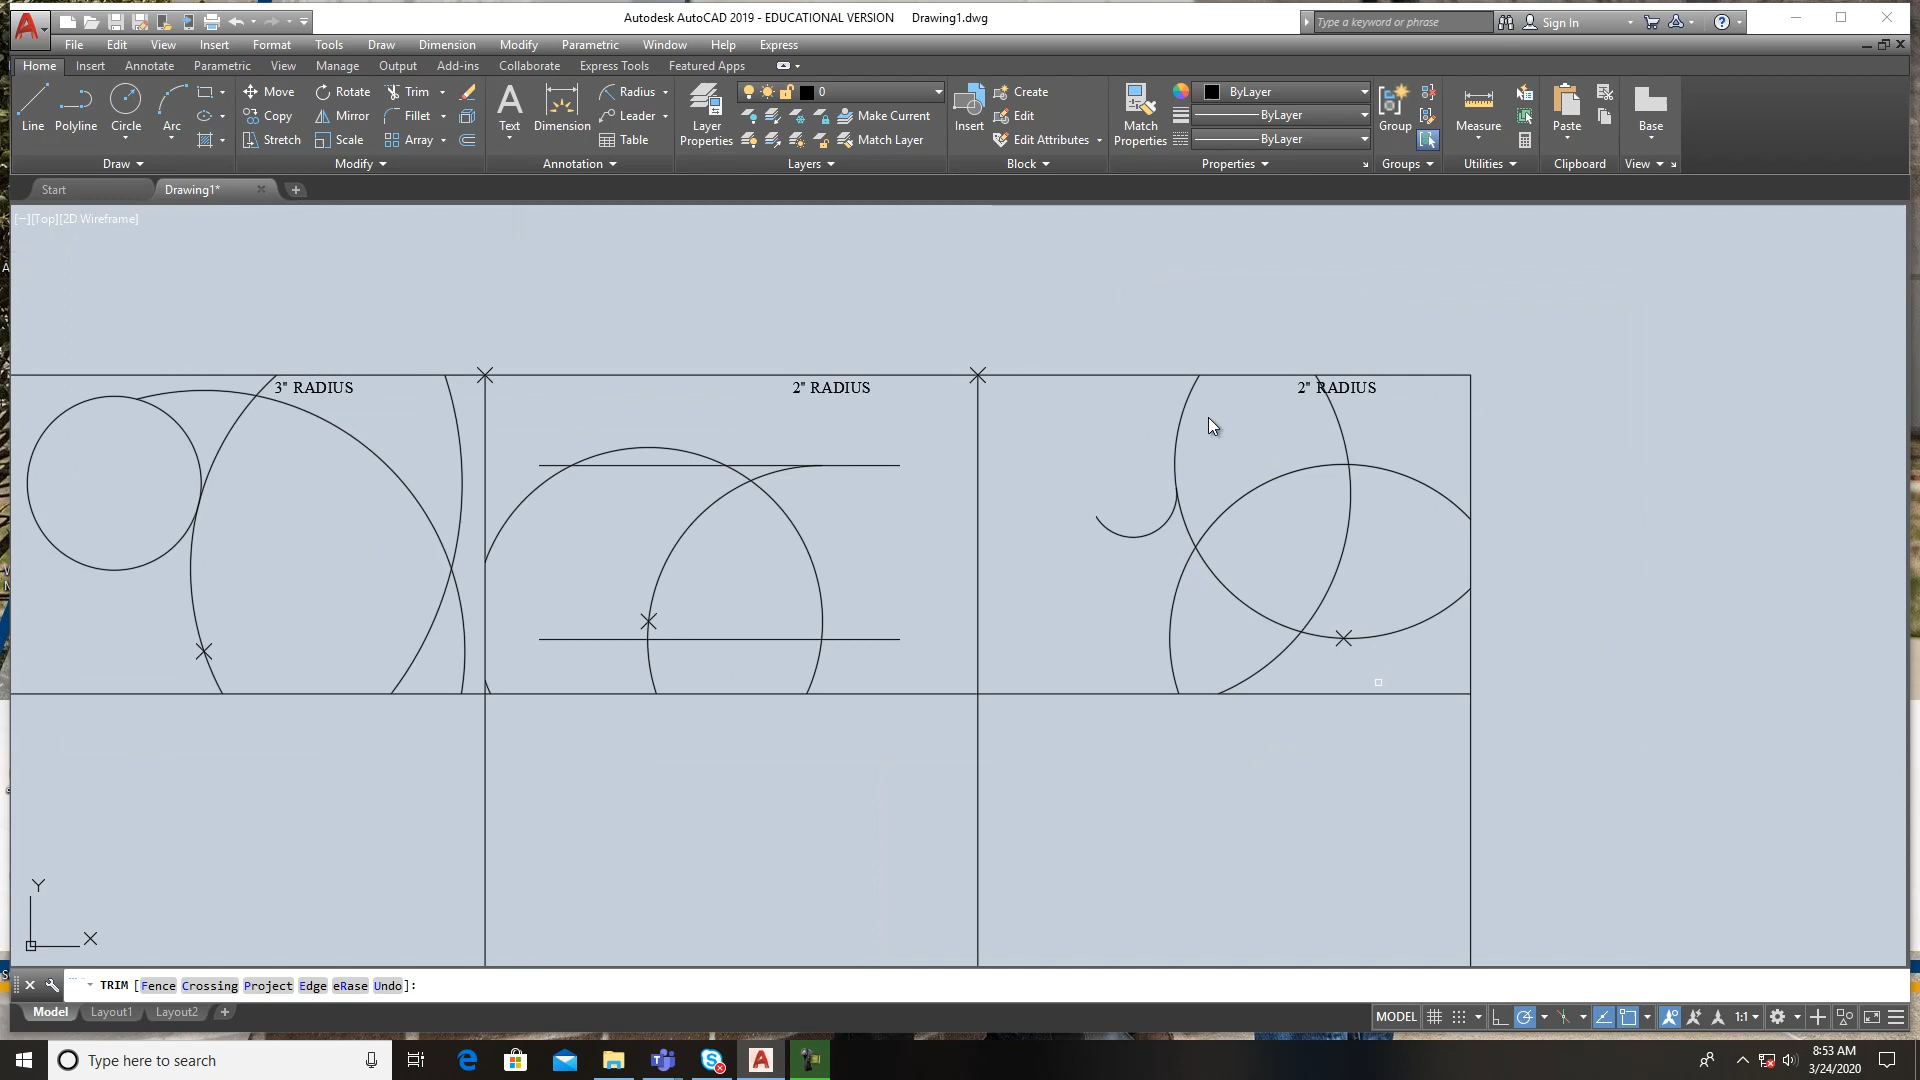 Autodesk AutoCAD 2019 - EDUCATIONAL VERSION Drawing1.dwg
Type a keyword or phrase
Sign In
File Edit View Insert Format Tools Draw Dimension Modify Parametric Window Help Express
Home Insert Annotate Parametric View Manage Output Add-ins Collaborate Express Tools Featured Apps
Line
Polyline
Circle
Arc
Draw
Move
Rotate
Trim
Copy
Mirror
Fillet
Stretch
Scale
Array
Modify
Text
Dimension
Radius
Leader
Table
Annotation
Layer
Properties
0
Make Current
Match Layer
Layers
Insert
Create
Edit
Edit Attributes
Block
Match
Properties
ByLayer
ByLayer
ByLayer
Properties
Group
Groups
Measure
Utilities
Paste
Clipboard
Base
View
Start
Drawing1*
[−][Top][2D Wireframe]
3" RADIUS
2" RADIUS
2" RADIUS
Y
X
TRIM [Fence Crossing Project Edge eRase Undo]:
Model Layout1 Layout2
MODEL
1:1
Type here to search
8:53 AM
3/24/2020